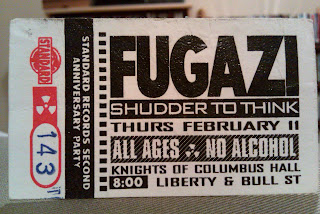 STANDARD
143
STANDARD RECORDS SECOND
ANNIVERSARY PARTY
FUGAZI
SHUDDER TO THINK
THURS FEBRUARY 11
ALL AGES NO ALCOHOL
KNIGHTS OF COLUMBUS HALL
8:00 LIBERTY & BULL ST